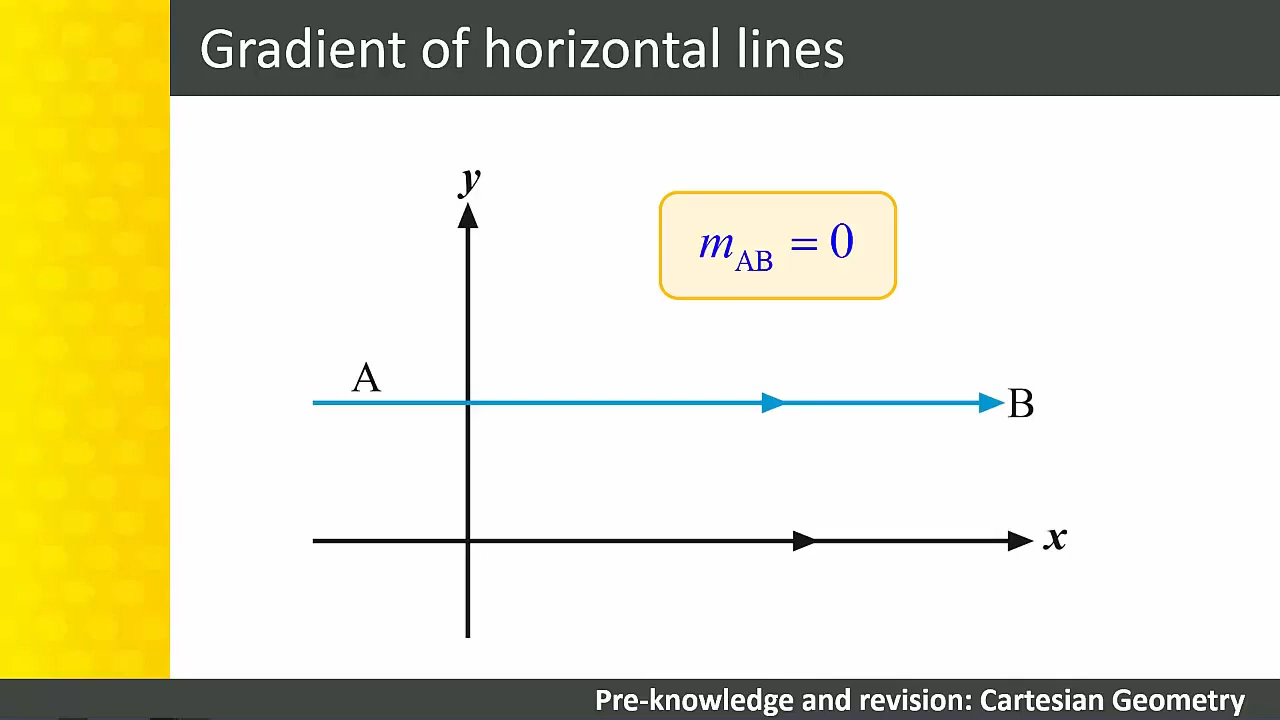 Gradient of horizontal lines
y
m_AB = 0
A
B
x
Pre-knowledge and revision: Cartesian Geometry